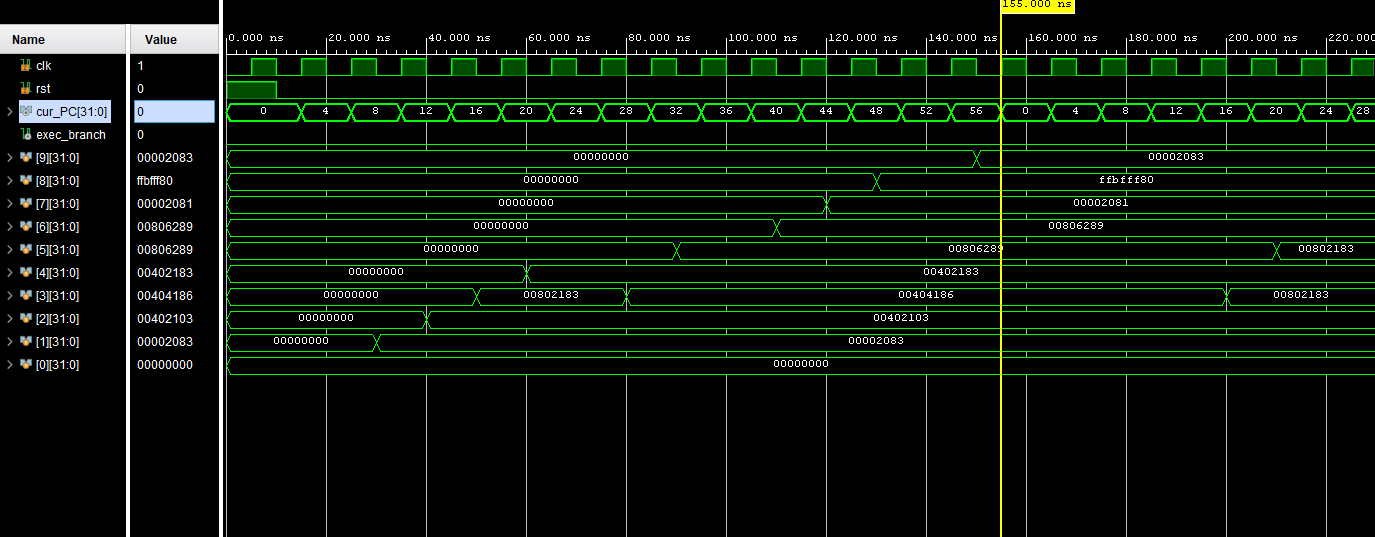 155.000 ns
Name Value
0.000 ns 20.000 ns 40.000 ns 60.000 ns 80.000 ns 100.000 ns 120.000 ns 140.000 ns 160.000 ns 180.000 ns 200.000 ns 220.000
clk 1
rst 0
cur_PC[31:0] 0 0 4 8 12 16 20 24 28 32 36 40 44 48 52 56 0 4 8 12 16 20 24 28
exec_branch 0
[9][31:0] 00002083 00000000 00002083
[8][31:0] ffbfff80 00000000 ffbfff80
[7][31:0] 00002081 00000000 00002081
[6][31:0] 00806289 00000000 00806289
[5][31:0] 00806289 00000000 00806289 00802183
[4][31:0] 00402183 00000000 00402183
[3][31:0] 00404186 00000000 00802183 00404186 00802183
[2][31:0] 00402103 00000000 00402103
[1][31:0] 00002083 00000000 00002083
[0][31:0] 00000000 00000000